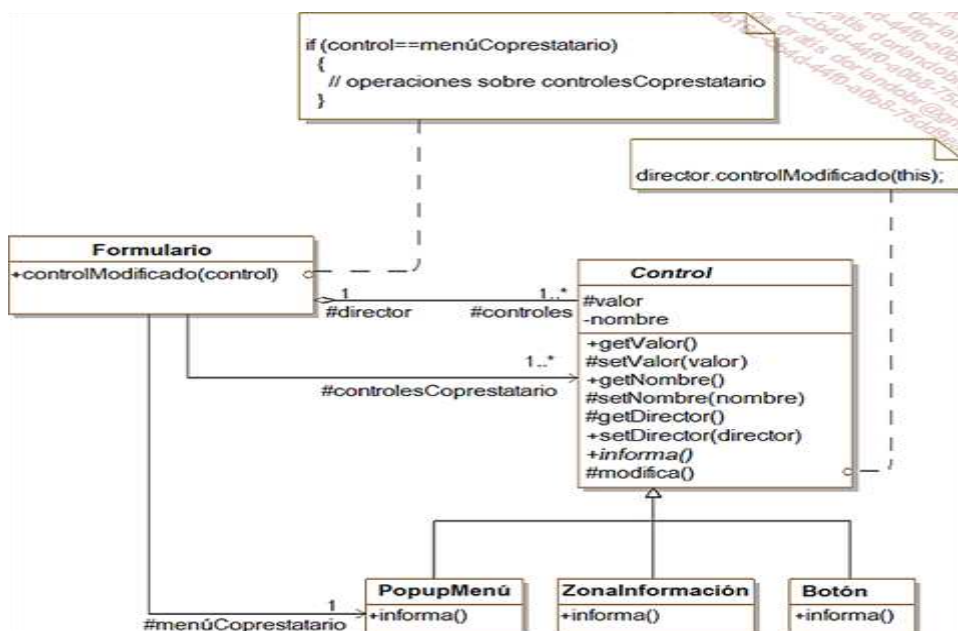 if (control==menúCoprestatario)
{
// operaciones sobre controlesCoprestatario
}
director.controlModificado(this);
Formulario
+controlModificado(control)
1
#director
1..*
#controles
1..*
#controlesCoprestatario
Control
#valor
-nombre
+getValor()
#setValor(valor)
+getNombre()
#setNombre(nombre)
#getDirector()
+setDirector(director)
+informa()
#modifica()
1
#menúCoprestatario
PopupMenú
+informa()
ZonaInformación
+informa()
Botón
+informa()